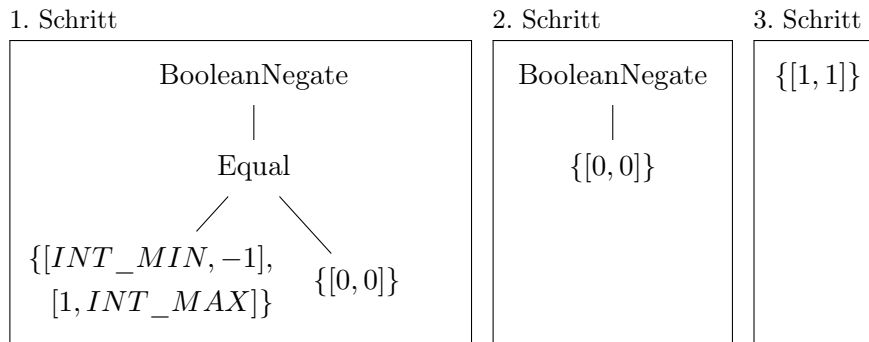 1. Schritt
BooleanNegate
Equal
{[INT_MIN, −1],
[1, INT_MAX]}
{[0, 0]}
2. Schritt
BooleanNegate
{[0, 0]}
3. Schritt
{[1, 1]}